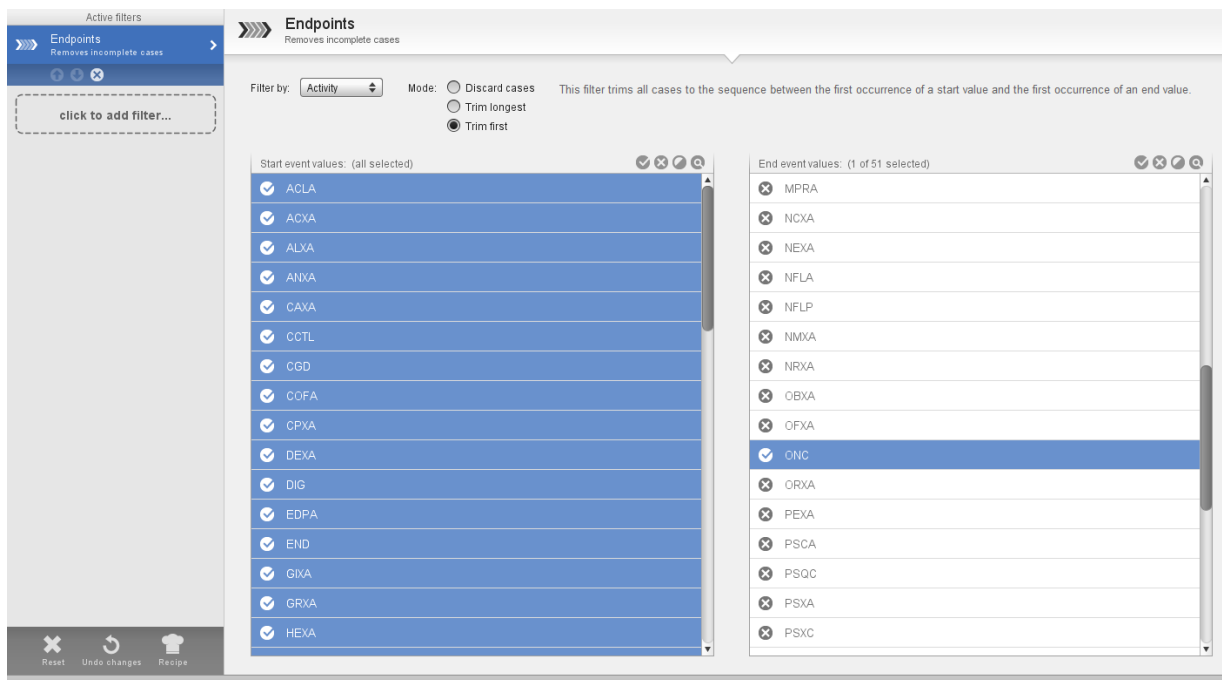 Active filters
Endpoints
Removes incomplete cases
click to add filter...
Reset
Undo changes
Recipe
Endpoints
Removes incomplete cases
Filter by:
Activity
Mode:
Discard cases
Trim longest
Trim first
This filter trims all cases to the sequence between the first occurrence of a start value and the first occurrence of an end value.
Start event values: (all selected)
ACLA
ACXA
ALXA
ANXA
CAXA
CCTL
CGD
COFA
CPXA
DEXA
DIG
EDPA
END
GIXA
GRXA
HEXA
End event values: (1 of 51 selected)
MPRA
NCXA
NEXA
NFLA
NFLP
NMXA
NRXA
OBXA
OFXA
ONC
ORXA
PEXA
PSCA
PSQC
PSXA
PSXC